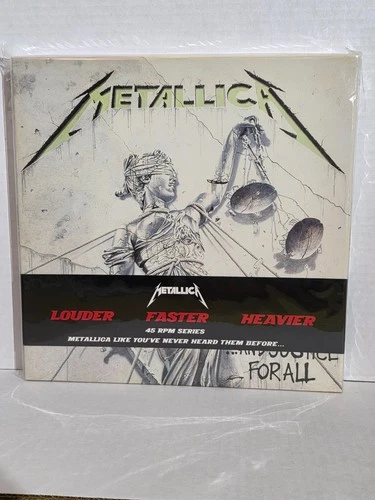 METALLICA
METALLICA
LOUDER FASTER HEAVIER
45 RPM SERIES
METALLICA LIKE YOU'VE NEVER HEARD THEM BEFORE...
...AND JUSTICE
FOR ALL